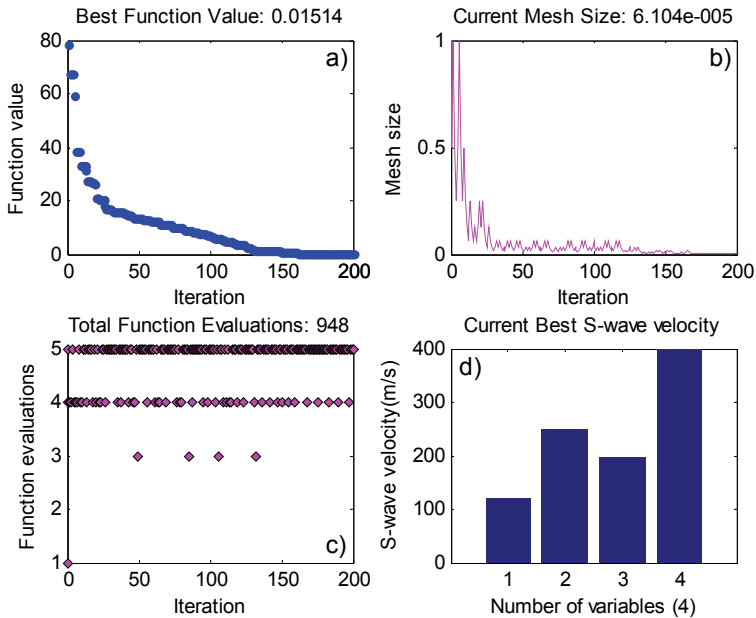 Best Function Value: 0.01514
a)
80
60
40
20
0
Function value
0
50
100
150
200
Iteration
Current Mesh Size: 6.104e-005
b)
1
0.5
0
Mesh size
0
50
100
150
200
Iteration
Total Function Evaluations: 948
5
4
3
2
1
Function evaluations
c)
0
50
100
150
200
Iteration
Current Best S-wave velocity
d)
400
300
200
100
0
S-wave velocity(m/s)
1
2
3
4
Number of variables (4)